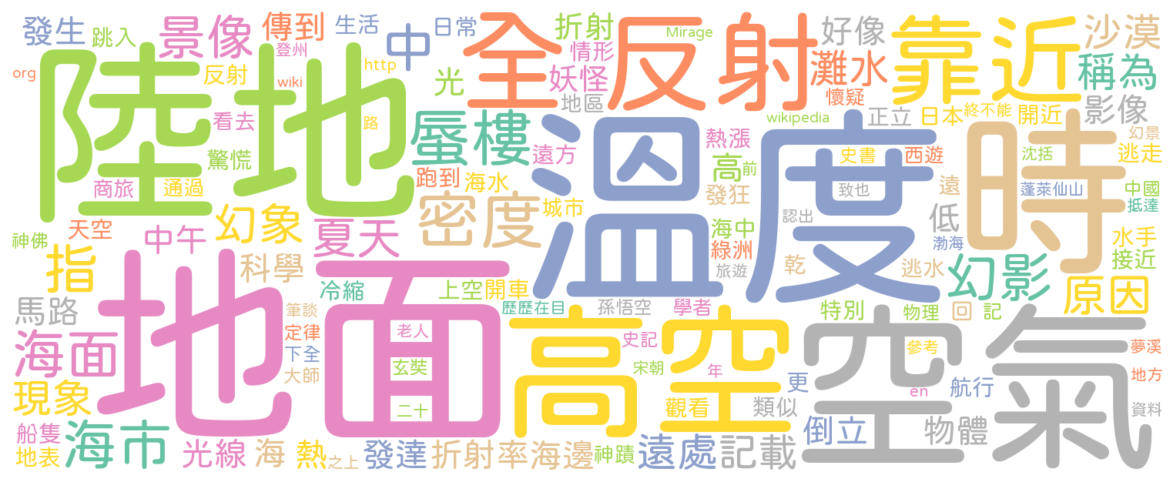 發生
跳入
景像
傳到
生活
中
日常
全反射
折射
Mirage
好像
靠近
沙漠
登州
http
情形
org
反射
wiki
光
妖怪
地區
灘水
懷疑
稱為
影像
陸地
看去
路
蜃樓
遠方
wikipedia
正立
日本
終不能
開近
幻景
驚慌
熱漲
溫度
史書
西遊
時
沈括
逃走
商旅
通過
跑到
海水
高
前
致也
遠
蓬萊仙山
中國
抵達
發狂
城市
密度
神佛
天空
幻象
夏天
海中
認出
低
渤海
水手
中午
綠洲
接近
指
科學
旅遊
乾
逃水
幻影
原因
冷縮
上空
開車
馬路
筆談
地面
歷歷在目
孫悟空
學者
特別
物理
回
記
海面
定律
老人
高空
史記
空氣
夢溪
下全
大師
玄奘
宋朝
年
參考
地方
現象
更
en
航行
二十
觀看
類似
資料
船隻
海市
倒立
物體
地表
光線
海
熱
之上
發達
折射率
海邊
神蹟
遠處
記載